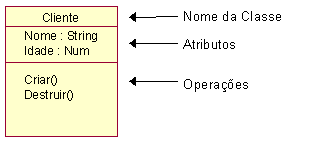 Cliente
Nome da Classe
Nome : String
Idade : Num
Atributos
Criar()
Destruir()
Operações